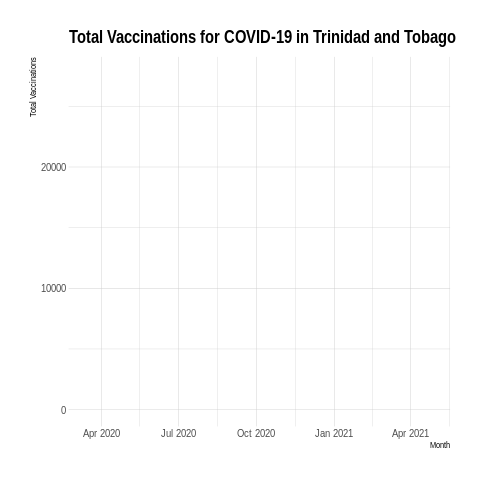 Total Vaccinations for COVID-19 in Trinidad and Tobago
Total Vaccinations
20000
10000
0
Apr 2020 Jul 2020 Oct 2020 Jan 2021 Apr 2021
Month